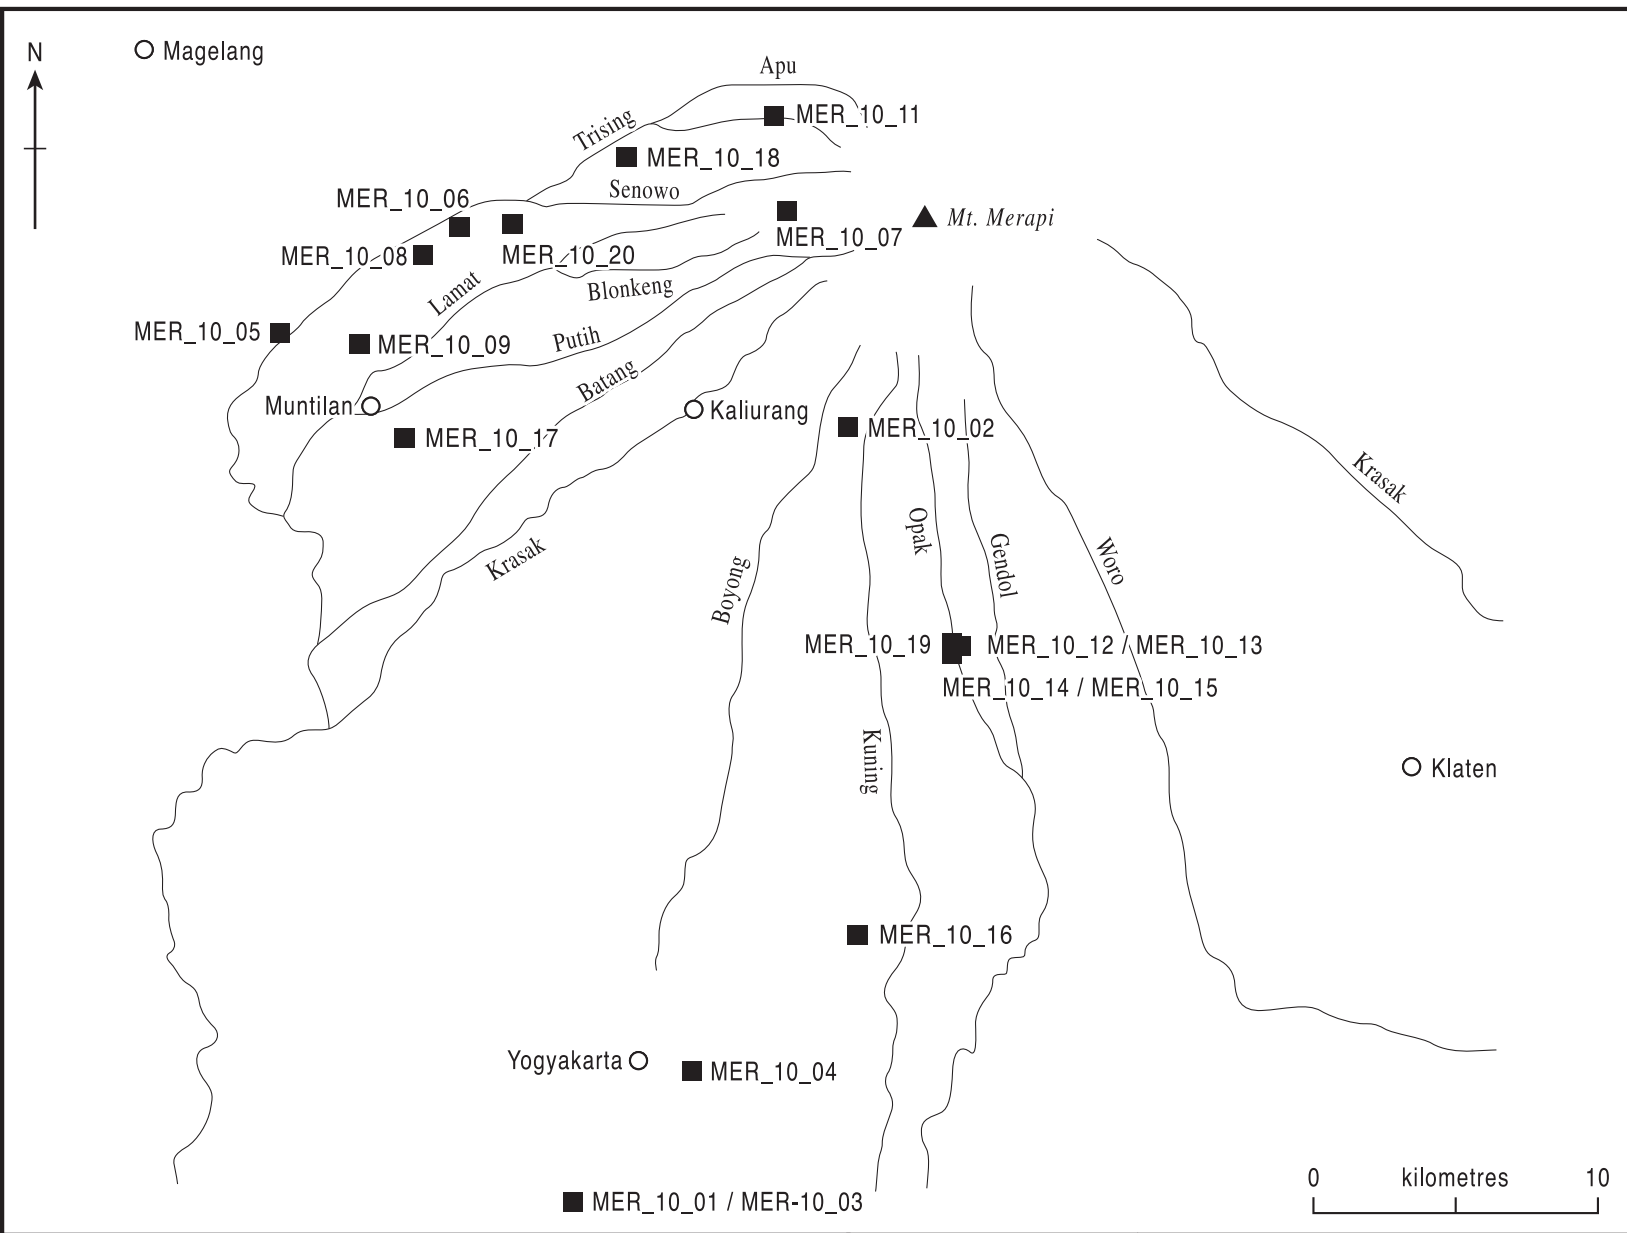 N
Magelang
Apu
MER_10_11
Trising
MER_10_18
Senowo
MER_10_06
MER_10_20
MER_10_07
Mt. Merapi
MER_10_08
Lamat
Blonkeng
MER_10_05
MER_10_09
Putih
Batang
Muntilan
Kaliurang
MER_10_17
MER_10_02
Krasak
Krasak
Opak
Gendol
Woro
Boyong
MER_10_19
MER_10_12 / MER_10_13
MER_10_14 / MER_10_15
Kuning
Klaten
MER_10_16
Yogyakarta
MER_10_04
MER_10_01 / MER-10_03
0 kilometres 10